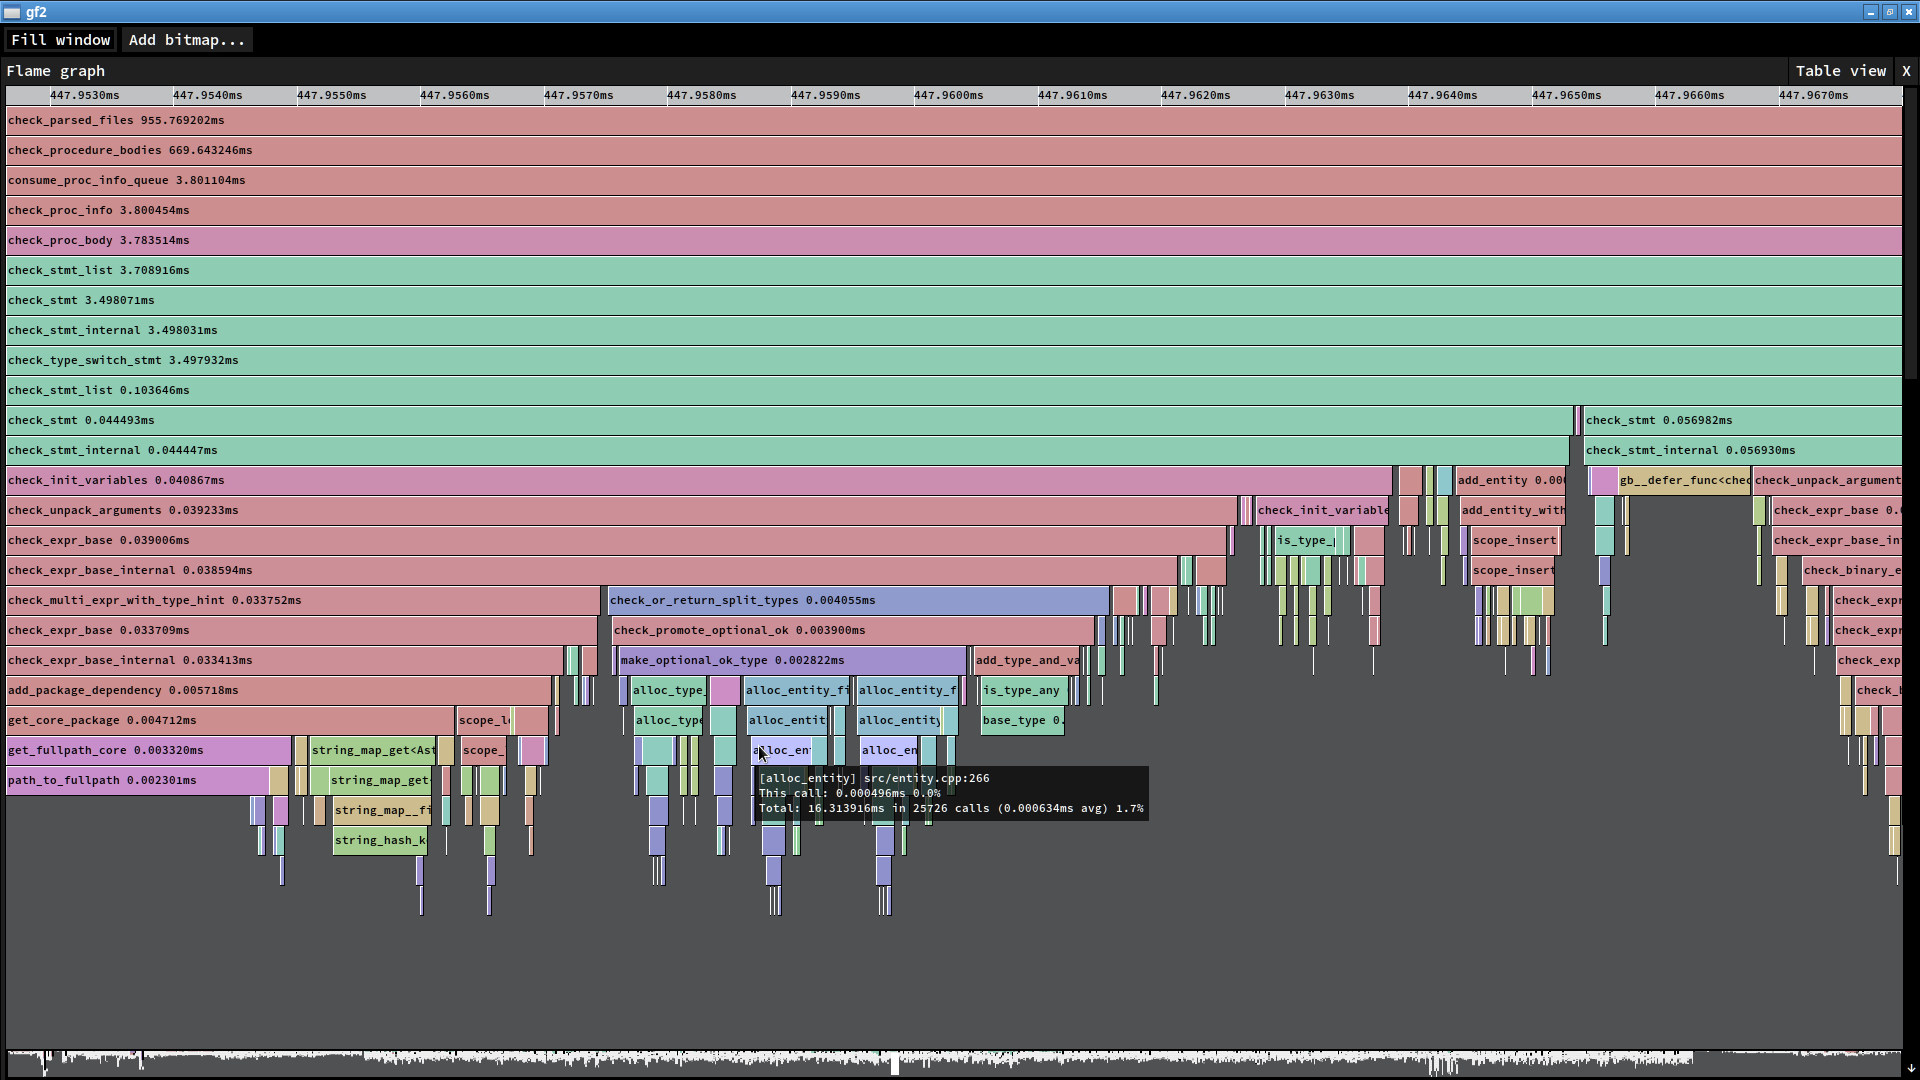 gf2
Fill window Add bitmap...
Flame graph Table view X
447.9530ms 447.9540ms 447.9550ms 447.9560ms 447.9570ms 447.9580ms 447.9590ms 447.9600ms 447.9610ms 447.9620ms 447.9630ms 447.9640ms 447.9650ms 447.9660ms 447.9670ms
check_parsed_files 955.769202ms
check_procedure_bodies 669.643246ms
consume_proc_info_queue 3.801104ms
check_proc_info 3.800454ms
check_proc_body 3.783514ms
check_stmt_list 3.708916ms
check_stmt 3.498071ms
check_stmt_internal 3.498031ms
check_type_switch_stmt 3.497932ms
check_stmt_list 0.103646ms
check_stmt 0.044493ms check_stmt 0.056982ms
check_stmt_internal 0.044447ms check_stmt_internal 0.056930ms
check_init_variables 0.040867ms add_entity 0.00 gb__defer_func<chec check_unpack_argument
check_unpack_arguments 0.039233ms check_init_variable add_entity_with check_expr_base 0.
check_expr_base 0.039006ms is_type_ scope_insert check_expr_base_in
check_expr_base_internal 0.038594ms scope_insert check_binary_e
check_multi_expr_with_type_hint 0.033752ms check_or_return_split_types 0.004055ms check_expr
check_expr_base 0.033709ms check_promote_optional_ok 0.003900ms check_expr
check_expr_base_internal 0.033413ms make_optional_ok_type 0.002822ms add_type_and_va check_exp
add_package_dependency 0.005718ms alloc_type_ alloc_entity_fi alloc_entity_f is_type_any check_
get_core_package 0.004712ms scope_l alloc_type alloc_entit alloc_entity base_type 0.
get_fullpath_core 0.003320ms string_map_get<Ast scope_ alloc_en alloc_en
path_to_fullpath 0.002301ms string_map_get
[alloc_entity] src/entity.cpp:266
This call: 0.000496ms 0.0%
Total: 16.313916ms in 25726 calls (0.000634ms avg) 1.7%
string_map__fi
string_hash_k